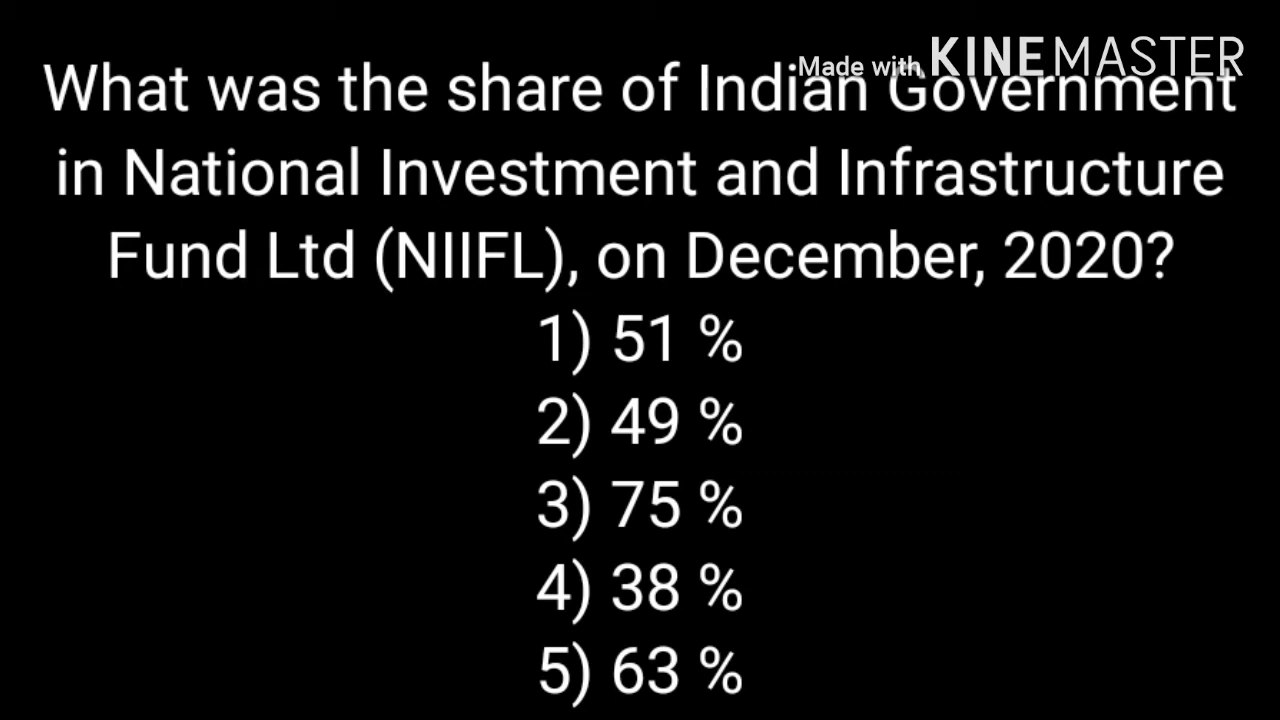 Made with KINEMASTER
What was the share of Indian Government
in National Investment and Infrastructure
Fund Ltd (NIIFL), on December, 2020?
1) 51 %
2) 49 %
3) 75 %
4) 38 %
5) 63 %